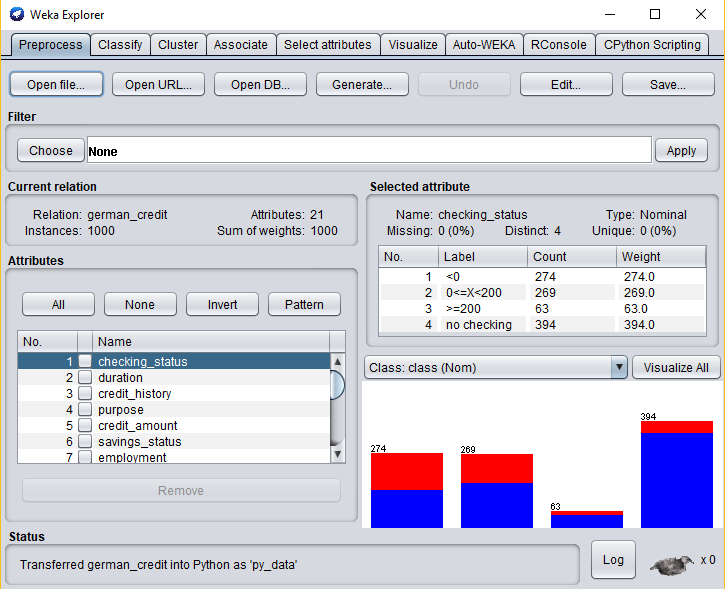 Weka Explorer
Preprocess Classify Cluster Associate Select attributes Visualize Auto-WEKA RConsole CPython Scripting
Open file... Open URL... Open DB... Generate... Undo Edit... Save...
Filter
Choose None Apply
Current relation
Relation: german_credit Attributes: 21
Instances: 1000 Sum of weights: 1000
Attributes
All None Invert Pattern
No. Name
1 checking_status
2 duration
3 credit_history
4 purpose
5 credit_amount
6 savings_status
7 employment
Remove
Selected attribute
Name: checking_status Type: Nominal
Missing: 0 (0%) Distinct: 4 Unique: 0 (0%)
No. Label Count Weight
1 <0 274 274.0
2 0<=X<200 269 269.0
3 >=200 63 63.0
4 no checking 394 394.0
Class: class (Nom) Visualize All
274 269 63 394
Status
Transferred german_credit into Python as 'py_data'
Log x 0